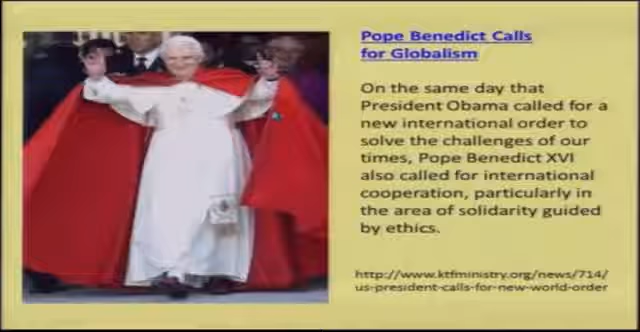 Pope Benedict Calls
for Globalism
On the same day that
President Obama called for a
new international order to
solve the challenges of our
times, Pope Benedict XVI
also called for international
cooperation, particularly in
the area of solidarity guided
by ethics.
http://www.ktfministry.org/news/714/
us-president-calls-for-new-world-order